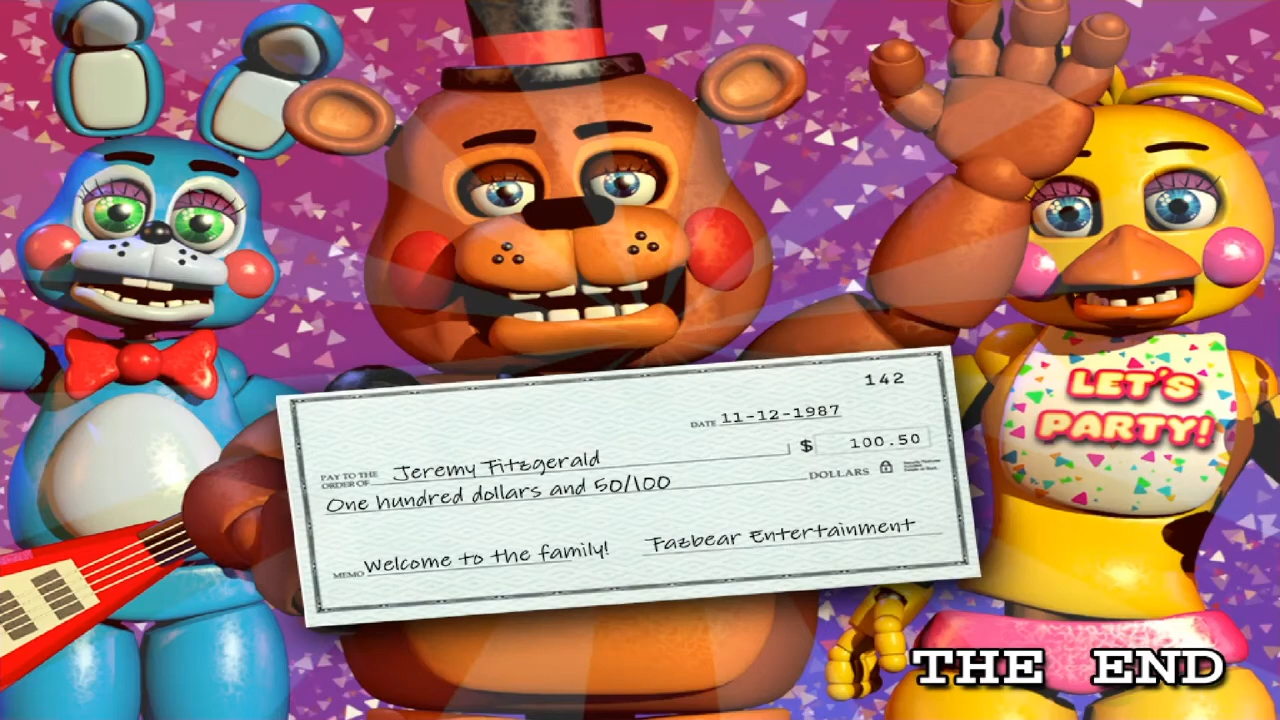 142
DATE 11-12-1987
PAY TO THE ORDER OF Jeremy Fitzgerald $ 100.50
One hundred dollars and 50/100 DOLLARS
MEMO Welcome to the family! Fazbear Entertainment
LET'S
PARTY!
THE END